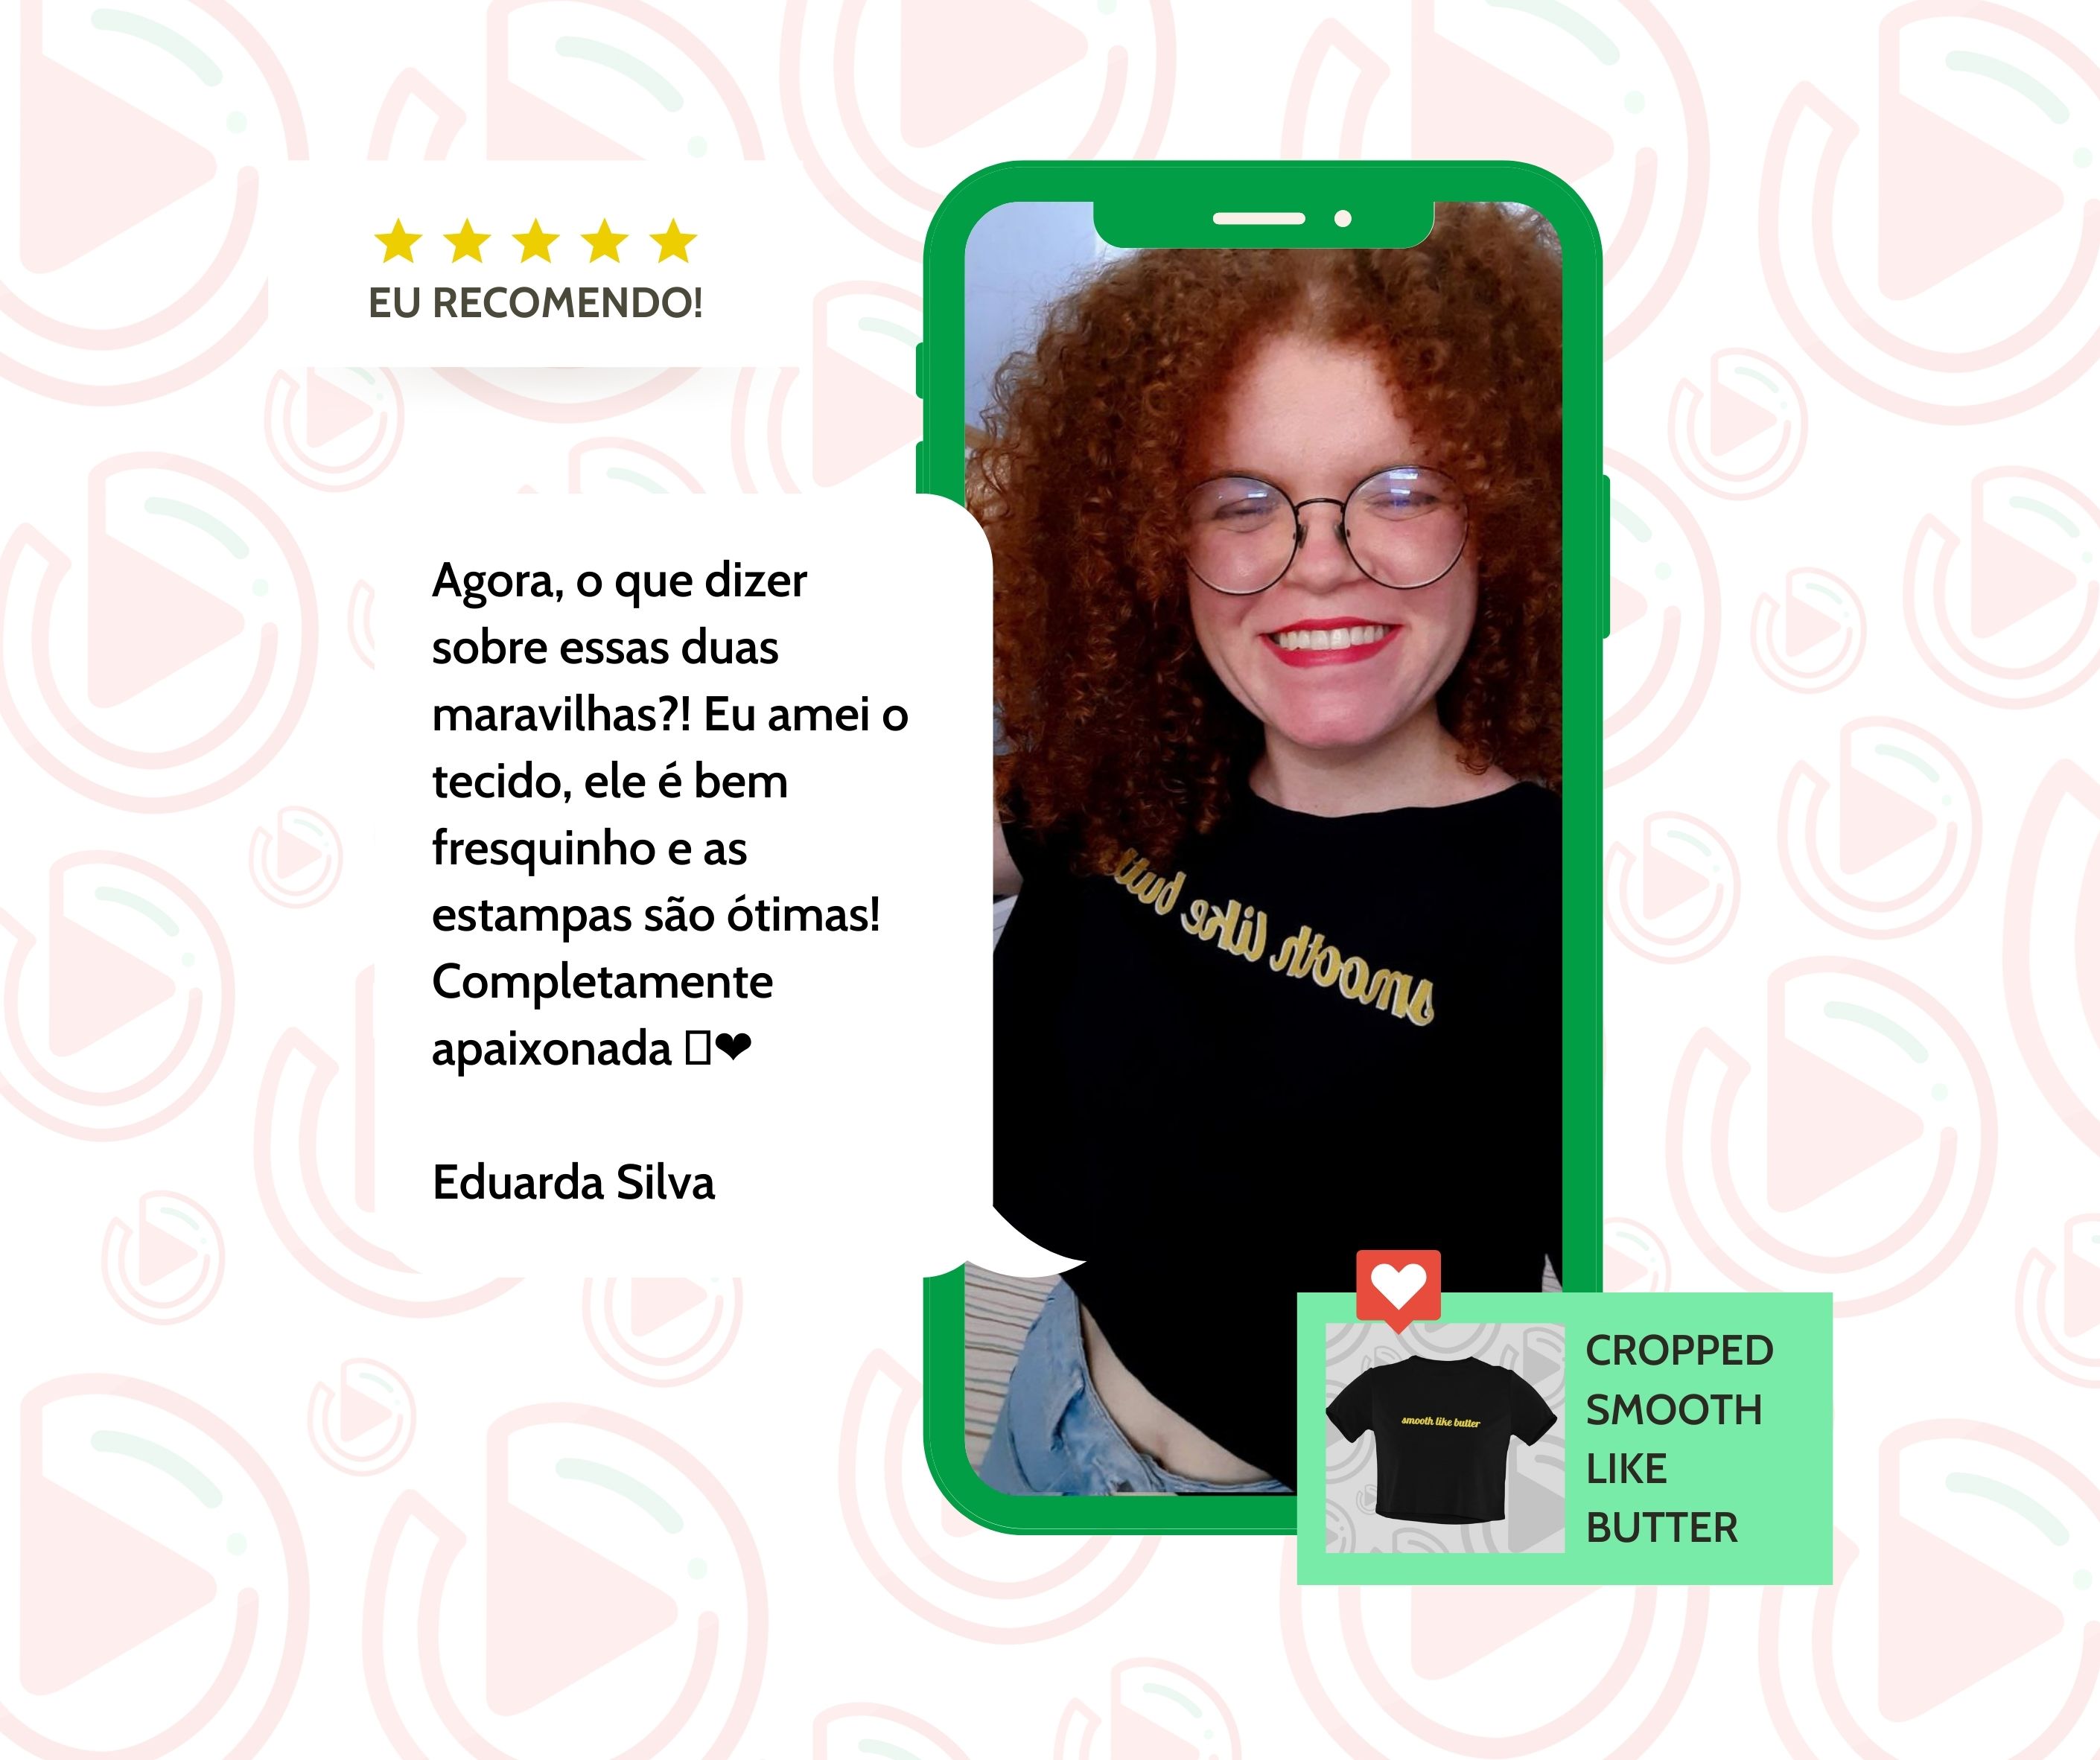 EU RECOMENDO!
Agora, o que dizer
sobre essas duas
maravilhas?! Eu amei o
tecido, ele é bem
fresquinho e as
estampas são ótimas!
Completamente
apaixonada ❤
Eduarda Silva
smooth like butt
smooth like butter
CROPPED
SMOOTH
LIKE
BUTTER